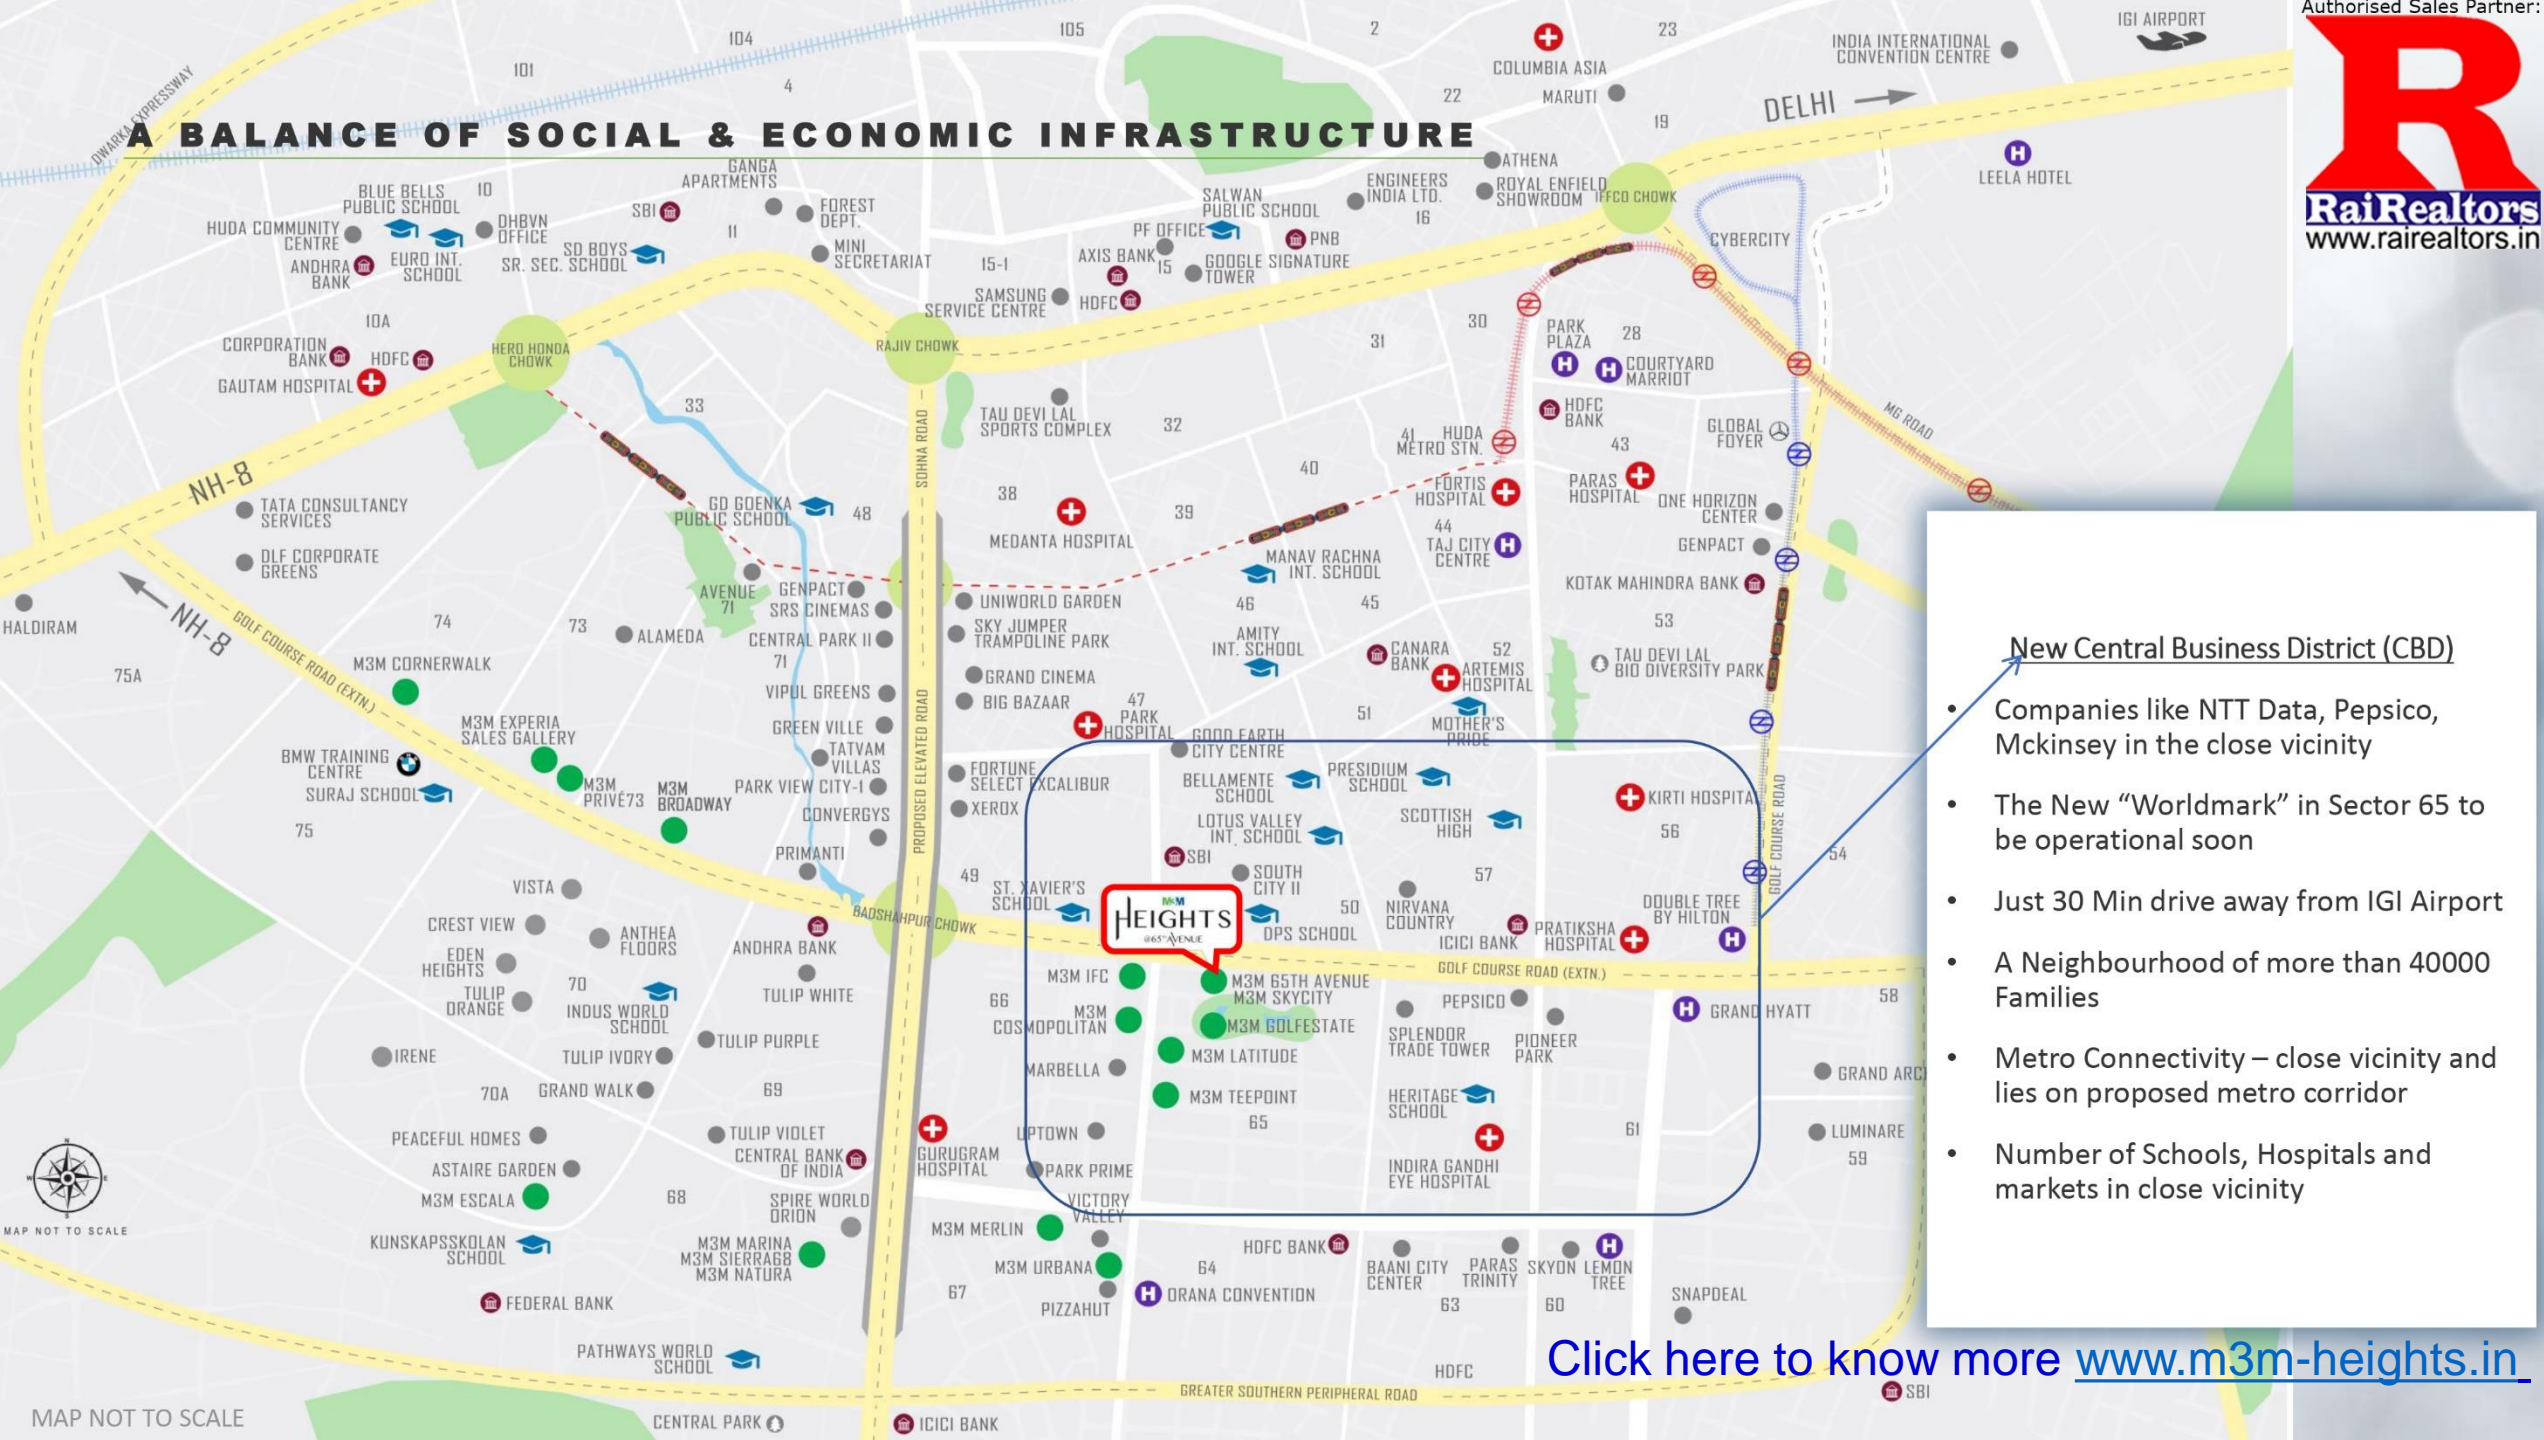 Authorised Sales Partner:
RaiRealtors
www.rairealtors.in
A BALANCE OF SOCIAL & ECONOMIC INFRASTRUCTURE
DWARKA EXPRESSWAY
101
104
4
105
2
COLUMBIA ASIA
22
MARUTI
23
19
DELHI
INDIA INTERNATIONAL
CONVENTION CENTRE
IGI AIRPORT
LEELA HOTEL
HUDA COMMUNITY
CENTRE
BLUE BELLS
PUBLIC SCHOOL
10
DHBVN
OFFICE
ANDHRA
BANK
EURO INT.
SCHOOL
SD BOYS
SR. SEC. SCHOOL
SBI
GANGA
APARTMENTS
11
FOREST
DEPT.
MINI
SECRETARIAT
15-1
SAMSUNG
SERVICE CENTRE
AXIS BANK
HDFC
PF OFFICE
15
SALWAN
PUBLIC SCHOOL
PNB
GOOGLE SIGNATURE
TOWER
ENGINEERS
INDIA LTD.
16
ATHENA
ROYAL ENFIELD
SHOWROOM
IFFCO CHOWK
CYBERCITY
10A
CORPORATION
BANK
HDFC
GAUTAM HOSPITAL
HERO HONDA
CHOWK
RAJIV CHOWK
31
30
PARK
PLAZA
28
COURTYARD
MARRIOT
HDFC
BANK
43
GLOBAL
FOYER
MG ROAD
33
SOHNA ROAD
TAU DEVI LAL
SPORTS COMPLEX
32
41
HUDA
METRO STN.
40
NH-8
TATA CONSULTANCY
SERVICES
DLF CORPORATE
GREENS
GD GOENKA
PUBLIC SCHOOL
48
38
MEDANTA HOSPITAL
39
FORTIS
HOSPITAL
PARAS
HOSPITAL
ONE HORIZON
CENTER
44
TAJ CITY
CENTRE
GENPACT
MANAV RACHNA
INT. SCHOOL
KOTAK MAHINDRA BANK
HALDIRAM
NH-8
GOLF COURSE ROAD (EXTN.)
74
73
ALAMEDA
AVENUE
71
GENPACT
SRS CINEMAS
CENTRAL PARK II
71
UNIWORLD GARDEN
SKY JUMPER
TRAMPOLINE PARK
46
45
AMITY
INT. SCHOOL
53
CANARA
BANK
52
ARTEMIS
HOSPITAL
TAU DEVI LAL
BIO DIVERSITY PARK
75A
M3M CORNERWALK
VIPUL GREENS
GRAND CINEMA
BIG BAZAAR
47
PARK
HOSPITAL
51
MOTHER'S
PRIDE
M3M EXPERIA
SALES GALLERY
GREEN VILLE
TATVAM
VILLAS
GOOD EARTH
CITY CENTRE
BMW TRAINING
CENTRE
SURAJ SCHOOL
M3M
PRIVÉ73
M3M
BROADWAY
PARK VIEW CITY-I
CONVERGYS
PROPOSED ELEVATED ROAD
FORTUNE
SELECT EXCALIBUR
XEROX
BELLAMENTE
SCHOOL
PRESIDIUM
SCHOOL
KIRTI HOSPITAL
75
LOTUS VALLEY
INT. SCHOOL
SCOTTISH
HIGH
56
GOLF COURSE ROAD
54
PRIMANTI
SBI
SOUTH
CITY II
57
VISTA
49
ST. XAVIER'S
SCHOOL
M3M
HEIGHTS
@65TH AVENUE
50
DPS SCHOOL
NIRVANA
COUNTRY
ICICI BANK
PRATIKSHA
HOSPITAL
DOUBLE TREE
BY HILTON
CREST VIEW
ANTHEA
FLOORS
BADSHAHPUR CHOWK
EDEN
HEIGHTS
ANDHRA BANK
GOLF COURSE ROAD (EXTN.)
TULIP
ORANGE
70
INDUS WORLD
SCHOOL
TULIP WHITE
66
M3M IFC
M3M 65TH AVENUE
M3M SKYCITY
PEPSICO
GRAND HYATT
58
M3M
COSMOPOLITAN
M3M GOLFESTATE
SPLENDOR
TRADE TOWER
PIONEER
PARK
IRENE
TULIP IVORY
TULIP PURPLE
M3M LATITUDE
MARBELLA
70A
GRAND WALK
69
M3M TEEPOINT
65
HERITAGE
SCHOOL
GRAND ARC
PEACEFUL HOMES
TULIP VIOLET
UPTOWN
61
LUMINARE
59
ASTAIRE GARDEN
CENTRAL BANK
OF INDIA
GURUGRAM
HOSPITAL
PARK PRIME
INDIRA GANDHI
EYE HOSPITAL
M3M ESCALA
68
SPIRE WORLD
ORION
VICTORY
VALLEY
N
W
E
S
MAP NOT TO SCALE
KUNSKAPSSKOLAN
SCHOOL
M3M MARINA
M3M SIERRA68
M3M NATURA
M3M MERLIN
HDFC BANK
M3M URBANA
64
BAANI CITY
CENTER
PARAS
TRINITY
SKYON
LEMON
TREE
FEDERAL BANK
67
PIZZAHUT
ORANA CONVENTION
63
60
SNAPDEAL
PATHWAYS WORLD
SCHOOL
HDFC
GREATER SOUTHERN PERIPHERAL ROAD
SBI
CENTRAL PARK
ICICI BANK
MAP NOT TO SCALE
New Central Business District (CBD)
• Companies like NTT Data, Pepsico,
Mckinsey in the close vicinity
• The New “Worldmark” in Sector 65 to
be operational soon
• Just 30 Min drive away from IGI Airport
• A Neighbourhood of more than 40000
Families
• Metro Connectivity – close vicinity and
lies on proposed metro corridor
• Number of Schools, Hospitals and
markets in close vicinity
Click here to know more www.m3m-heights.in